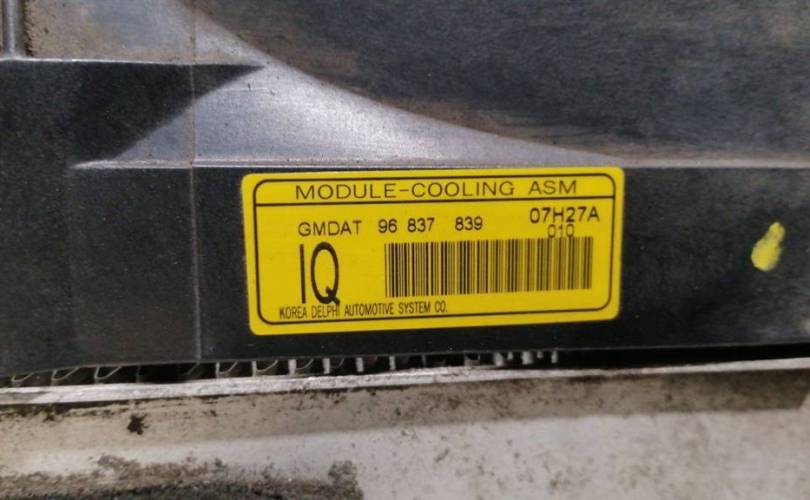 MODULE-COOLING ASM
GMDAT 96 837 839 07H27A
010
IQ
KOREA DELPHI AUTOMOTIVE SYSTEM CO.